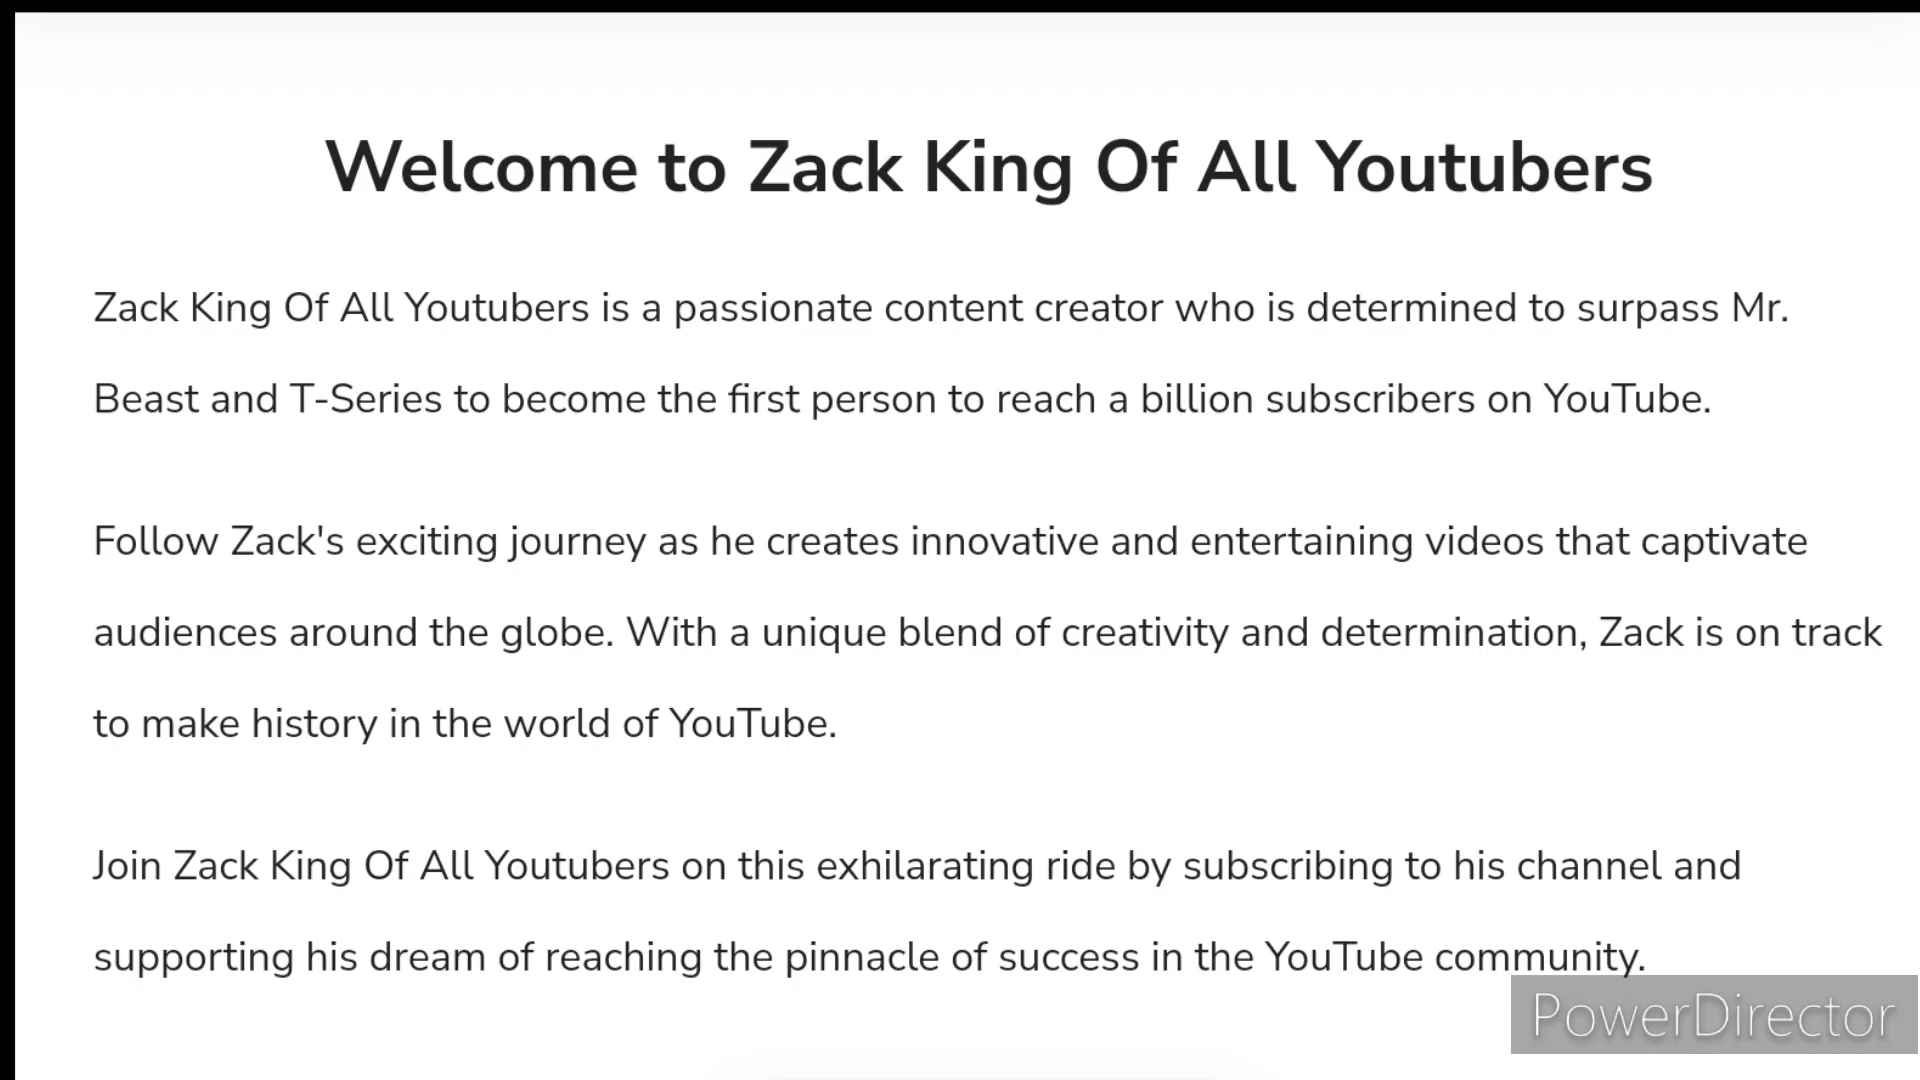 Welcome to Zack King Of All Youtubers
Zack King Of All Youtubers is a passionate content creator who is determined to surpass Mr.
Beast and T-Series to become the first person to reach a billion subscribers on YouTube.
Follow Zack's exciting journey as he creates innovative and entertaining videos that captivate
audiences around the globe. With a unique blend of creativity and determination, Zack is on track
to make history in the world of YouTube.
Join Zack King Of All Youtubers on this exhilarating ride by subscribing to his channel and
supporting his dream of reaching the pinnacle of success in the YouTube community.
PowerDirector